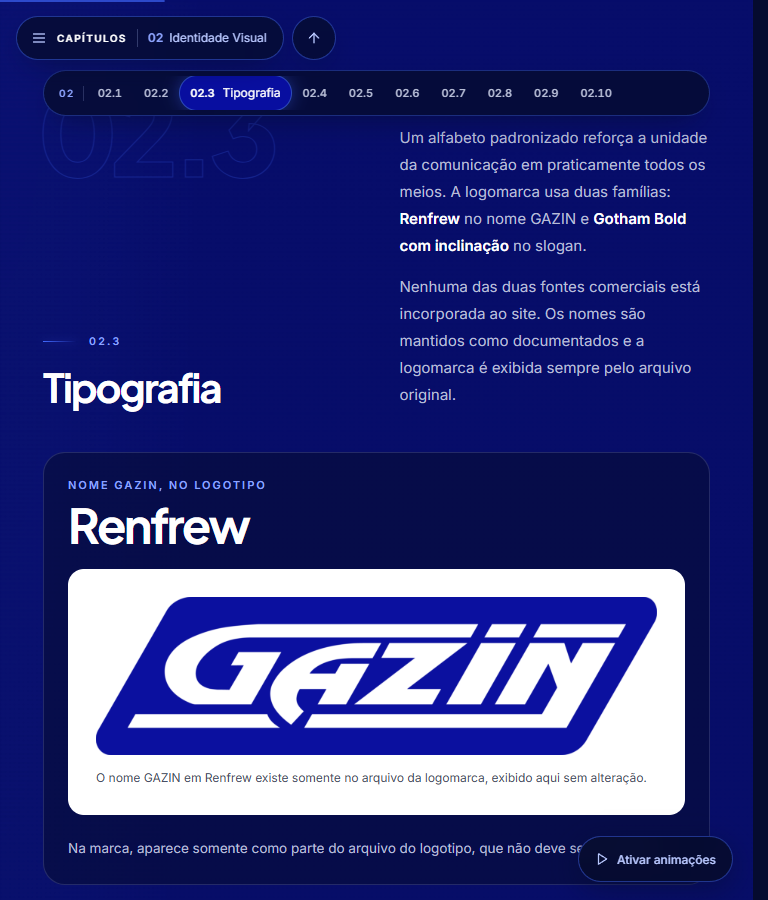 CAPÍTULOS 02 Identidade Visual
02 02.1 02.2 02.3 Tipografia 02.4 02.5 02.6 02.7 02.8 02.9 02.10
02.3
Um alfabeto padronizado reforça a unidade
da comunicação em praticamente todos os
meios. A logomarca usa duas famílias:
Renfrew no nome GAZIN e Gotham Bold
com inclinação no slogan.
Nenhuma das duas fontes comerciais está
incorporada ao site. Os nomes são
mantidos como documentados e a
logomarca é exibida sempre pelo arquivo
original.
02.3
Tipografia
NOME GAZIN, NO LOGOTIPO
Renfrew
GAZIN
O nome GAZIN em Renfrew existe somente no arquivo da logomarca, exibido aqui sem alteração.
Na marca, aparece somente como parte do arquivo do logotipo, que não deve
Ativar animações